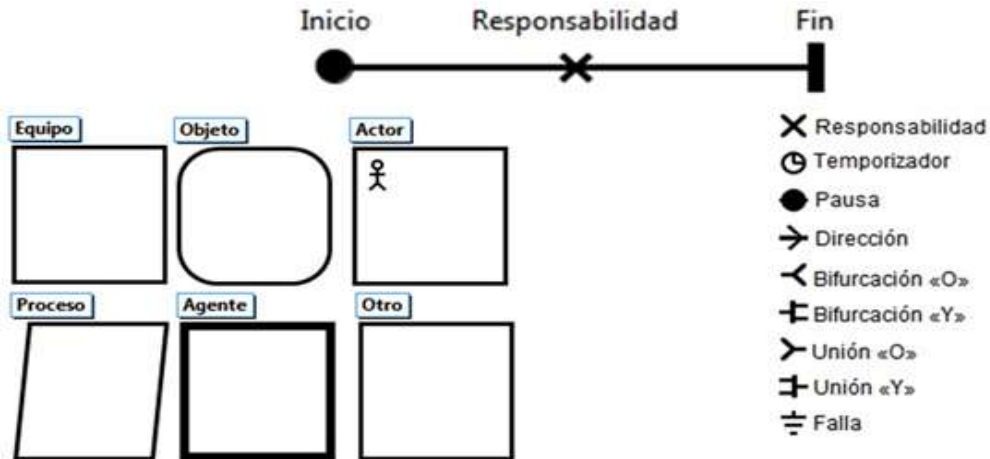 Inicio Responsabilidad Fin
Equipo Objeto Actor
Proceso Agente Otro
Responsabilidad
Temporizador
Pausa
Dirección
Bifurcación «O»
Bifurcación «Y»
Unión «O»
Unión «Y»
Falla